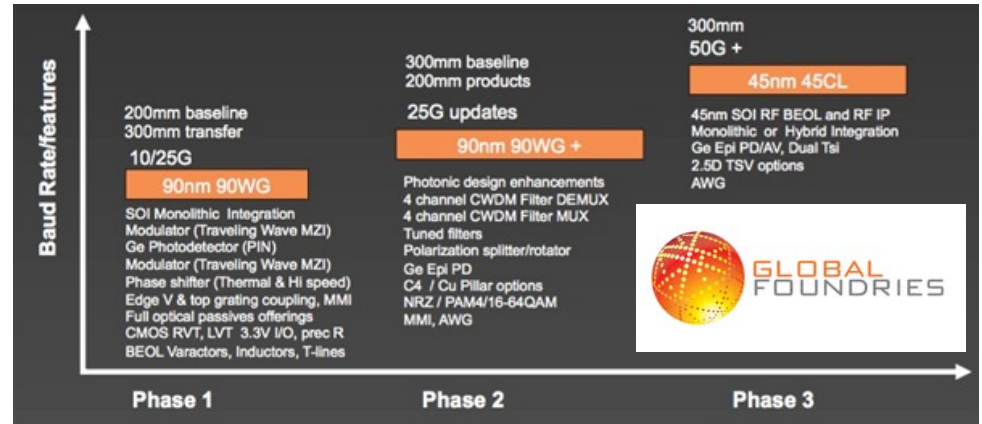 Baud Rate/features
200mm baseline
300mm transfer
10/25G
90nm 90WG
SOI Monolithic Integration
Modulator (Traveling Wave MZI)
Ge Photodetector (PIN)
Modulator (Traveling Wave MZI)
Phase shifter (Thermal & Hi speed)
Edge V & top grating coupling, MMI
Full optical passives offerings
CMOS RVT, LVT 3.3V I/O, prec R
BEOL Varactors, Inductors, T-lines
Phase 1
300mm baseline
200mm products
25G updates
90nm 90WG +
Photonic design enhancements
4 channel CWDM Filter DEMUX
4 channel CWDM Filter MUX
Tuned filters
Polarization splitter/rotator
Ge Epi PD
C4 / Cu Pillar options
NRZ / PAM4/16-64QAM
MMI, AWG
Phase 2
300mm
50G +
45nm 45CL
45nm SOI RF BEOL and RF IP
Monolithic or Hybrid Integration
Ge Epi PD/AV, Dual Tsi
2.5D TSV options
AWG
GLOBAL
FOUNDRIES
Phase 3